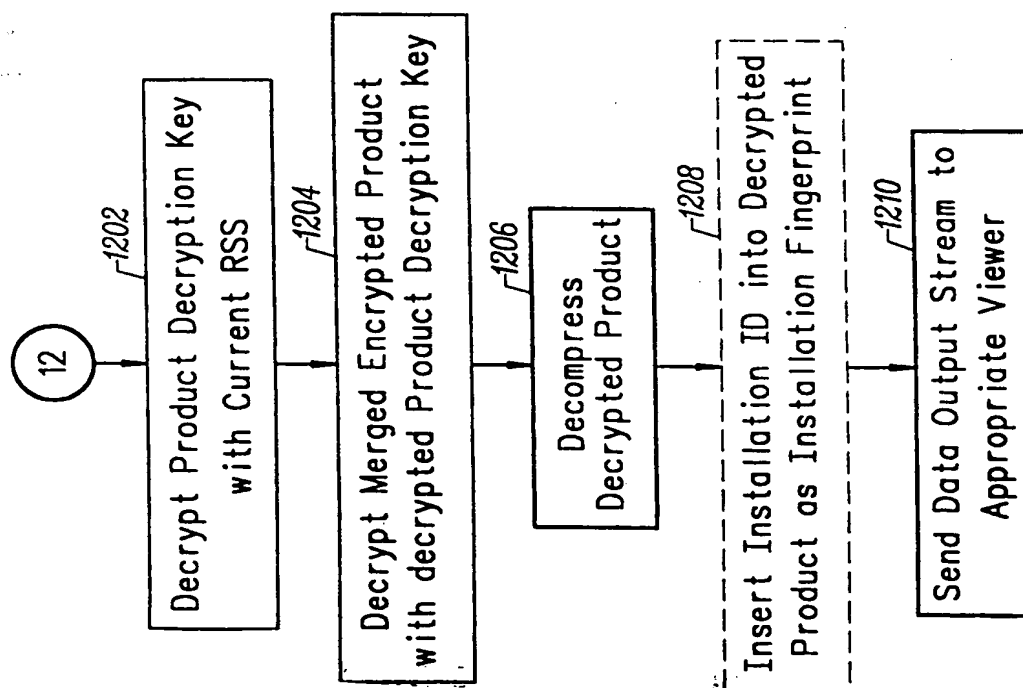 12
1202
Decrypt Product Decryption Key
with Current RSS
1204
Decrypt Merged Encrypted Product
with decrypted Product Decryption Key
1206
Decompress
Decrypted Product
1208
Insert Installation ID into Decrypted
Product as Installation Fingerprint
1210
Send Data Output Stream to
Appropriate Viewer